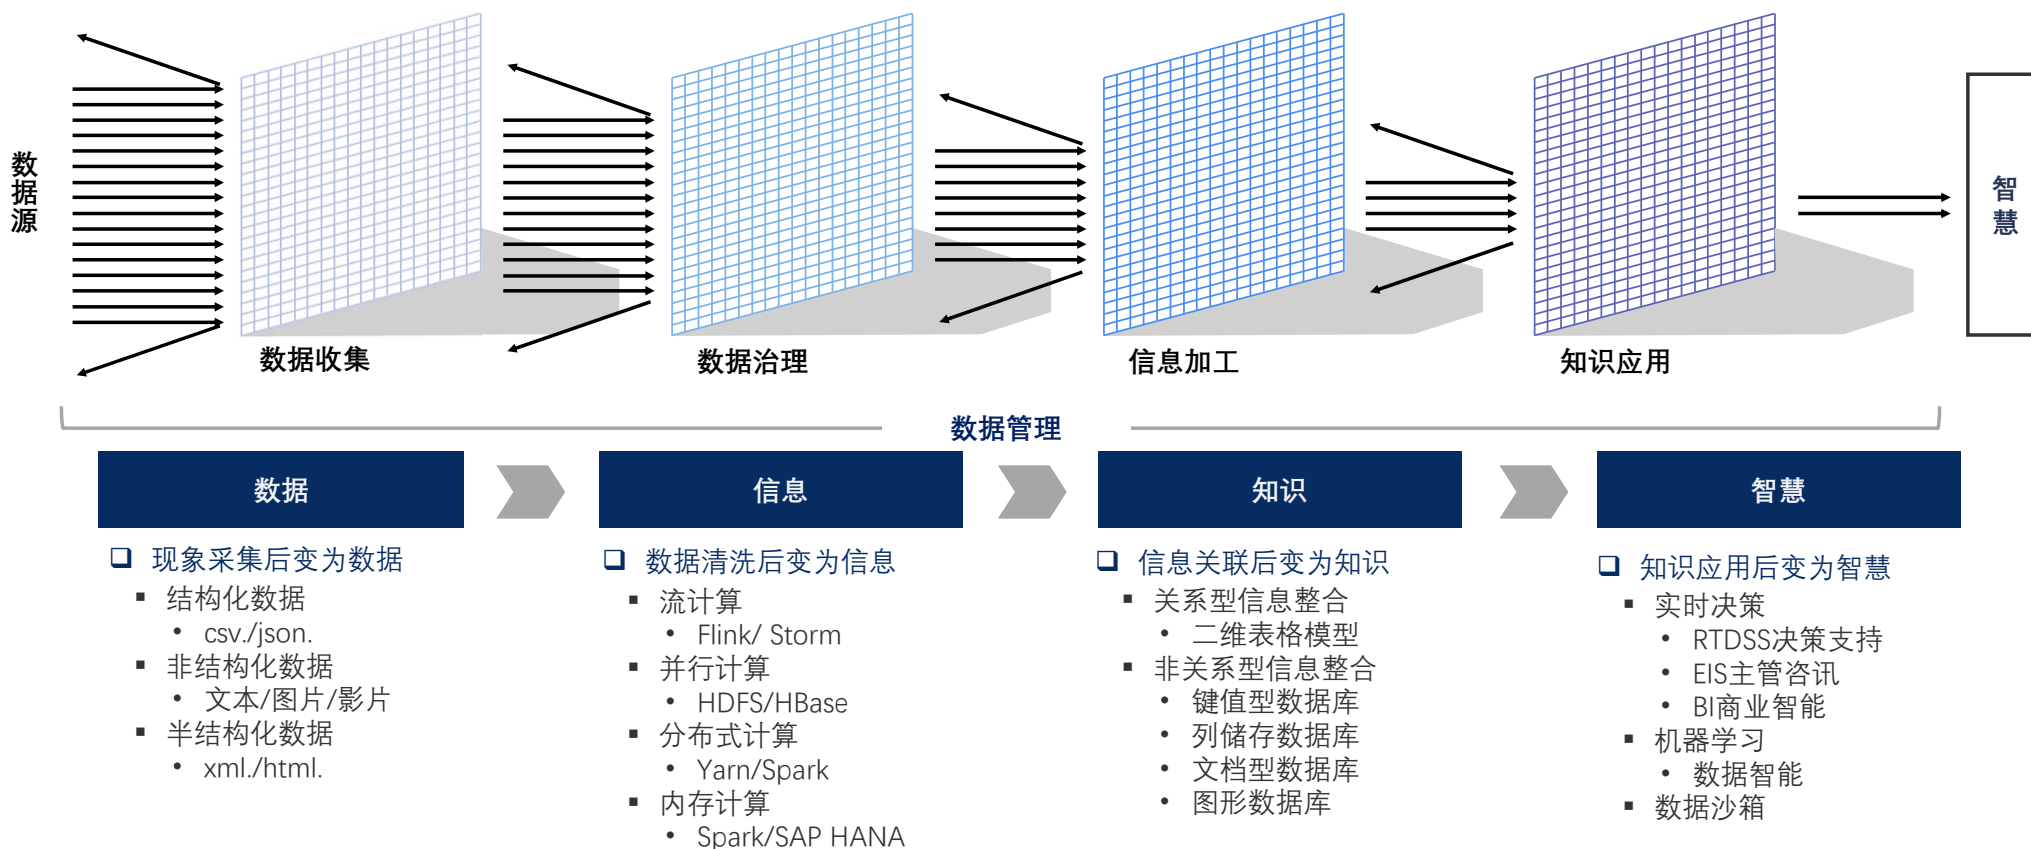 数据源
数据收集
数据治理
信息加工
知识应用
智慧
数据管理
数据
信息
知识
智慧
现象采集后变为数据
结构化数据
csv./json.
非结构化数据
文本/图片/影片
半结构化数据
xml./html.
数据清洗后变为信息
流计算
Flink/ Storm
并行计算
HDFS/HBase
分布式计算
Yarn/Spark
内存计算
Spark/SAP HANA
信息关联后变为知识
关系型信息整合
二维表格模型
非关系型信息整合
键值型数据库
列储存数据库
文档型数据库
图形数据库
知识应用后变为智慧
实时决策
RTDSS决策支持
EIS主管咨讯
BI商业智能
机器学习
数据智能
数据沙箱